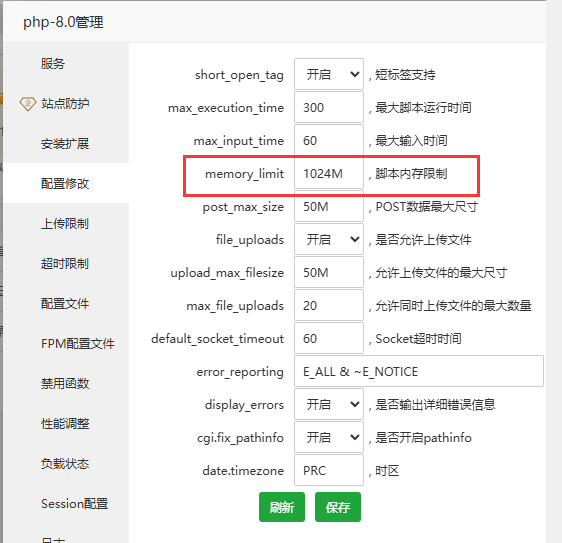 php-8.0管理
服务
站点防护
安装扩展
配置修改
上传限制
超时限制
配置文件
FPM配置文件
禁用函数
性能调整
负载状态
Session配置
short_open_tag 开启 , 短标签支持
max_execution_time 300 , 最大脚本运行时间
max_input_time 60 , 最大输入时间
memory_limit 1024M , 脚本内存限制
post_max_size 50M , POST数据最大尺寸
file_uploads 开启 , 是否允许上传文件
upload_max_filesize 50M , 允许上传文件的最大尺寸
max_file_uploads 20 , 允许同时上传文件的最大数量
default_socket_timeout 60 , Socket超时时间
error_reporting E_ALL & ~E_NOTICE
display_errors 开启 , 是否输出详细错误信息
cgi.fix_pathinfo 开启 , 是否开启pathinfo
date.timezone PRC , 时区
刷新 保存